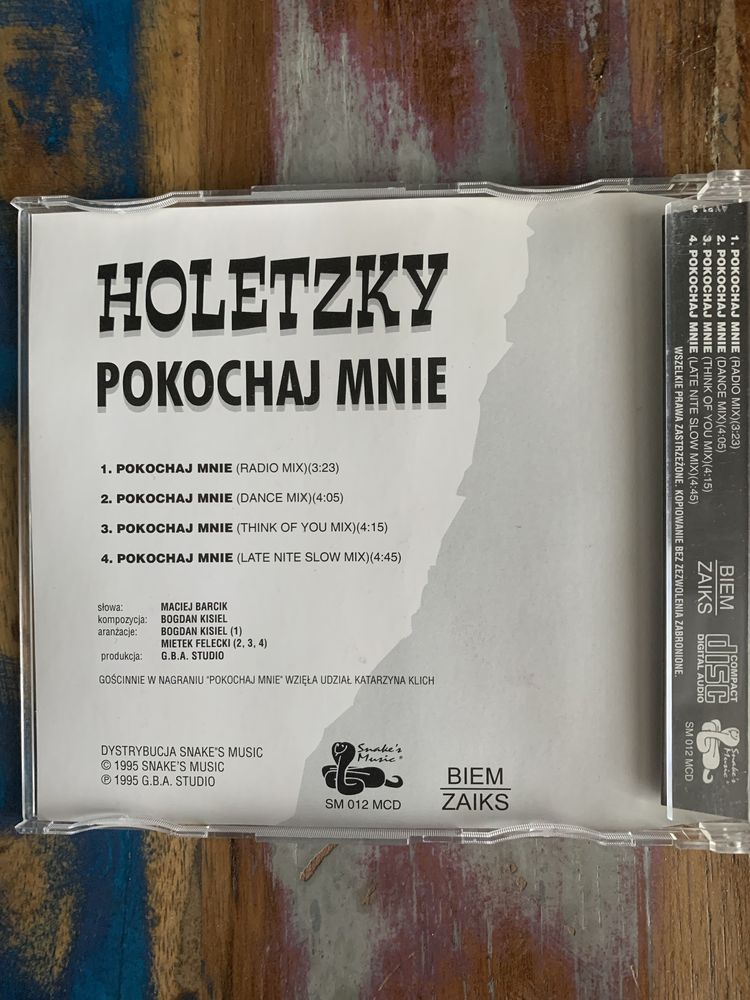 HOLETZKY
POKOCHAJ MNIE
1. POKOCHAJ MNIE (RADIO MIX)(3:23)
2. POKOCHAJ MNIE (DANCE MIX)(4:05)
3. POKOCHAJ MNIE (THINK OF YOU MIX)(4:15)
4. POKOCHAJ MNIE (LATE NITE SLOW MIX)(4:45)
słowa: MACIEJ BARCIK
kompozycja: BOGDAN KISIEL
aranżacje: BOGDAN KISIEL (1)
MIETEK FELECKI (2, 3, 4)
produkcja: G.B.A. STUDIO
GOŚCINNIE W NAGRANIU "POKOCHAJ MNIE" WZIĘŁA UDZIAŁ KATARZYNA KLICH
DYSTRYBUCJA SNAKE'S MUSIC
© 1995 SNAKE'S MUSIC
℗ 1995 G.B.A. STUDIO
Snake's
Music ®
SM 012 MCD
BIEM
ZAIKS
1. POKOCHAJ MNIE (RADIO MIX)(3:23)
2. POKOCHAJ MNIE (DANCE MIX)(4:05)
3. POKOCHAJ MNIE (THINK OF YOU MIX)(4:15)
4. POKOCHAJ MNIE (LATE NITE SLOW MIX)(4:45)
WSZELKIE PRAWA ZASTRZEŻONE. KOPIOWANIE BEZ ZEZWOLENIA ZABRONIONE.
BIEM
ZAIKS
COMPACT
disc
DIGITAL AUDIO
Snake's
Music
SM 012 MCD